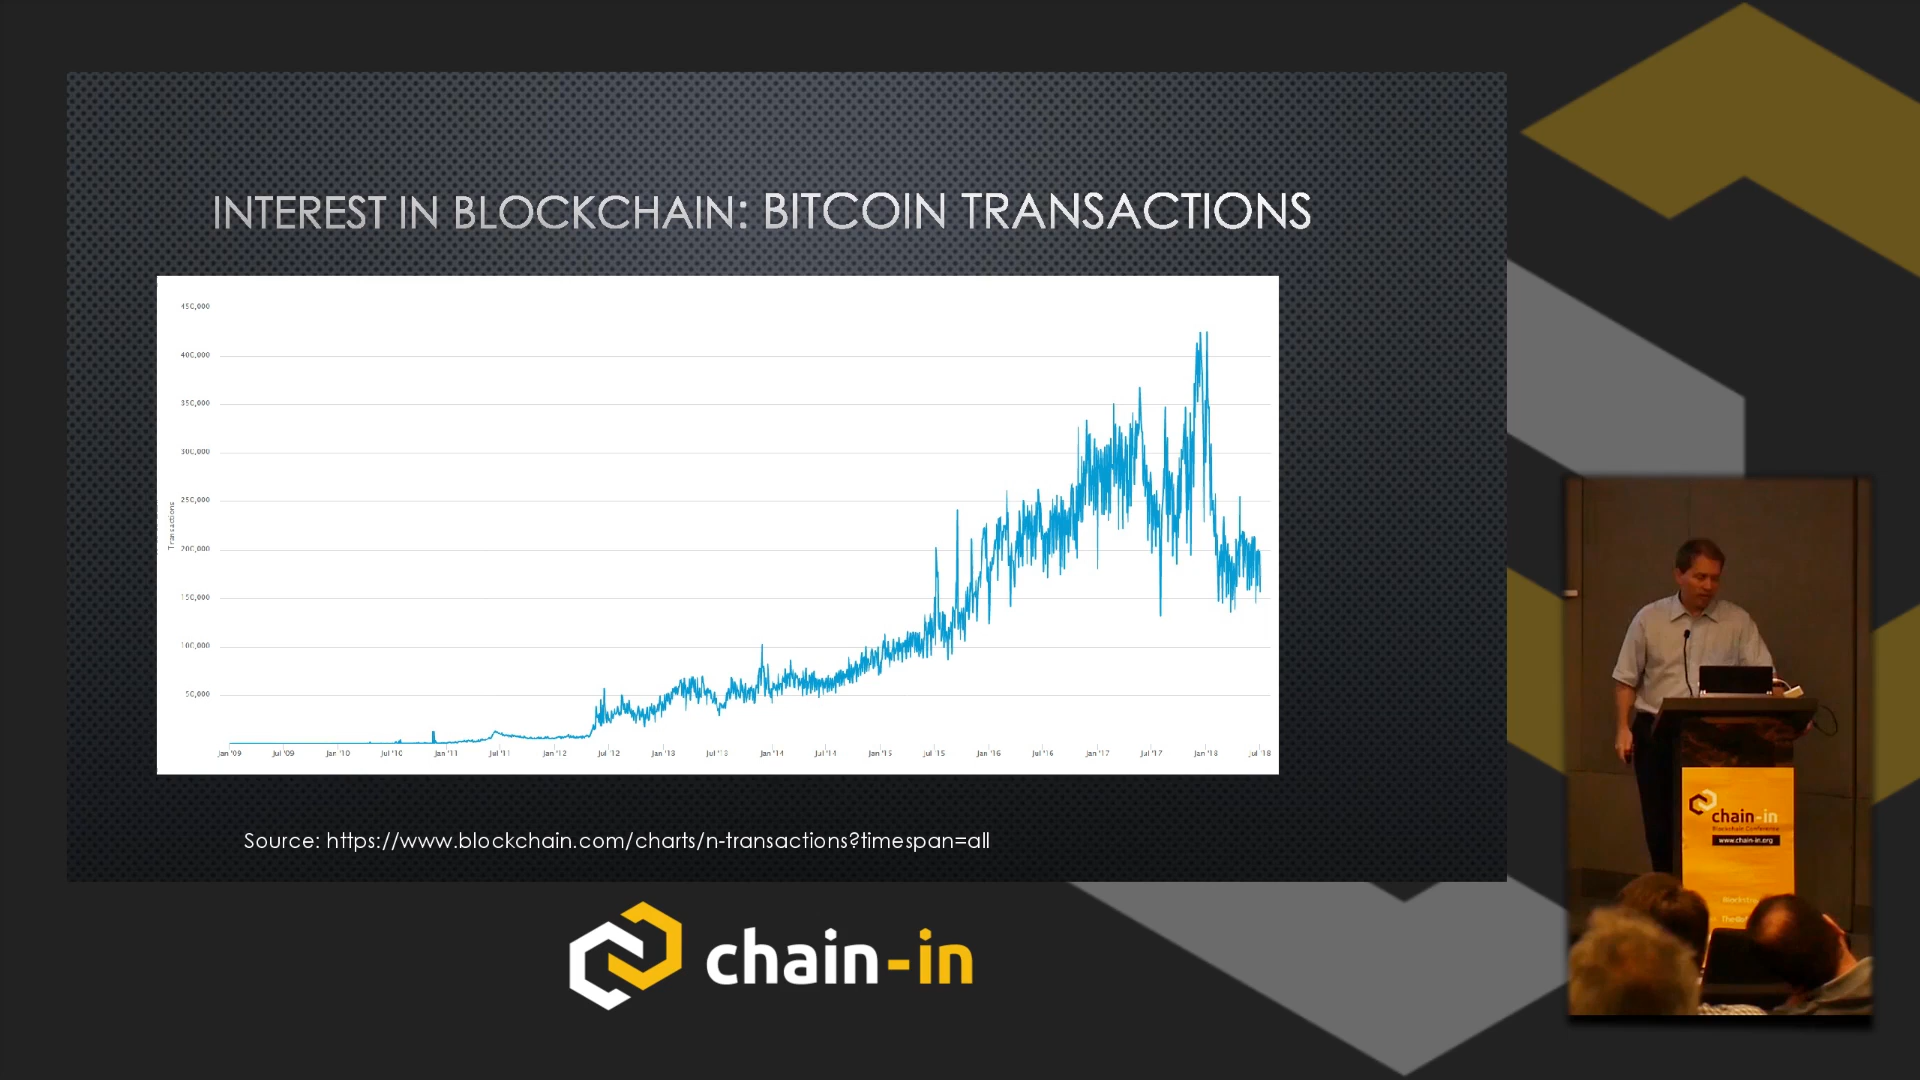 INTEREST IN BLOCKCHAIN: BITCOIN TRANSACTIONS
450,000
400,000
350,000
300,000
250,000
200,000
150,000
100,000
50,000
Transactions
Jan '09 Jul '09 Jan '10 Jul '10 Jan '11 Jul '11 Jan '12 Jul '12 Jan '13 Jul '13 Jan '14 Jul '14 Jan '15 Jul '15 Jan '16 Jul '16 Jan '17 Jul '17 Jan '18 Jul '18
Source: https://www.blockchain.com/charts/n-transactions?timespan=all
chain-in
chain-in
Blockchain Conference
www.chain-in.org